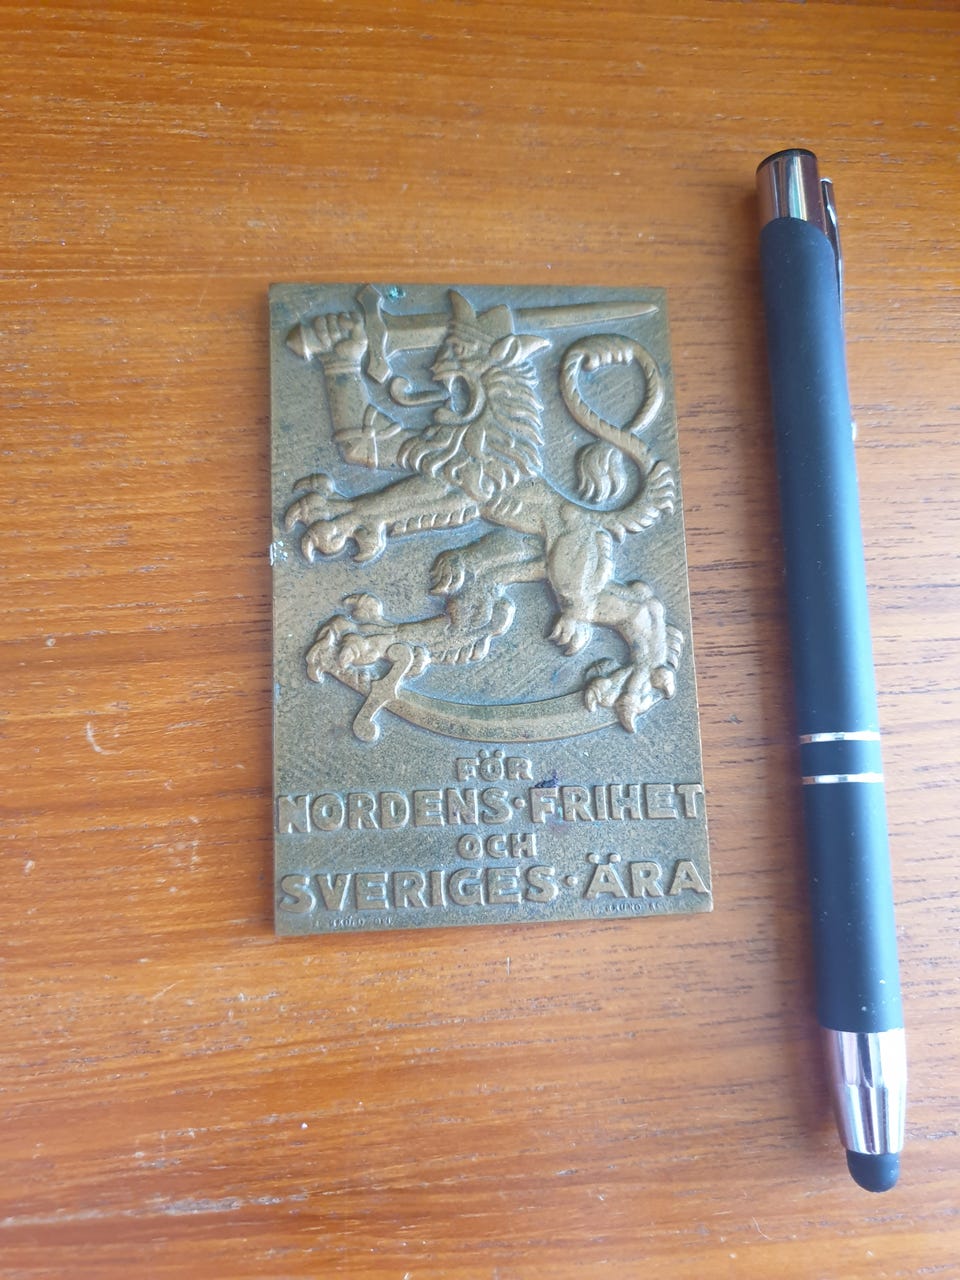 FÖR
NORDENS·FRIHET
OCH
SVERIGES·ÄRA